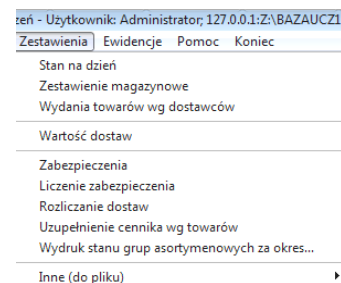 zeń - Użytkownik: Administrator; 127.0.0.1:Z:\BAZAUCZ1
Zestawienia Ewidencje Pomoc Koniec
Stan na dzień
Zestawienie magazynowe
Wydania towarów wg dostawców
Wartość dostaw
Zabezpieczenia
Liczenie zabezpieczenia
Rozliczanie dostaw
Uzupełnienie cennika wg towarów
Wydruk stanu grup asortymenowych za okres...
Inne (do pliku)